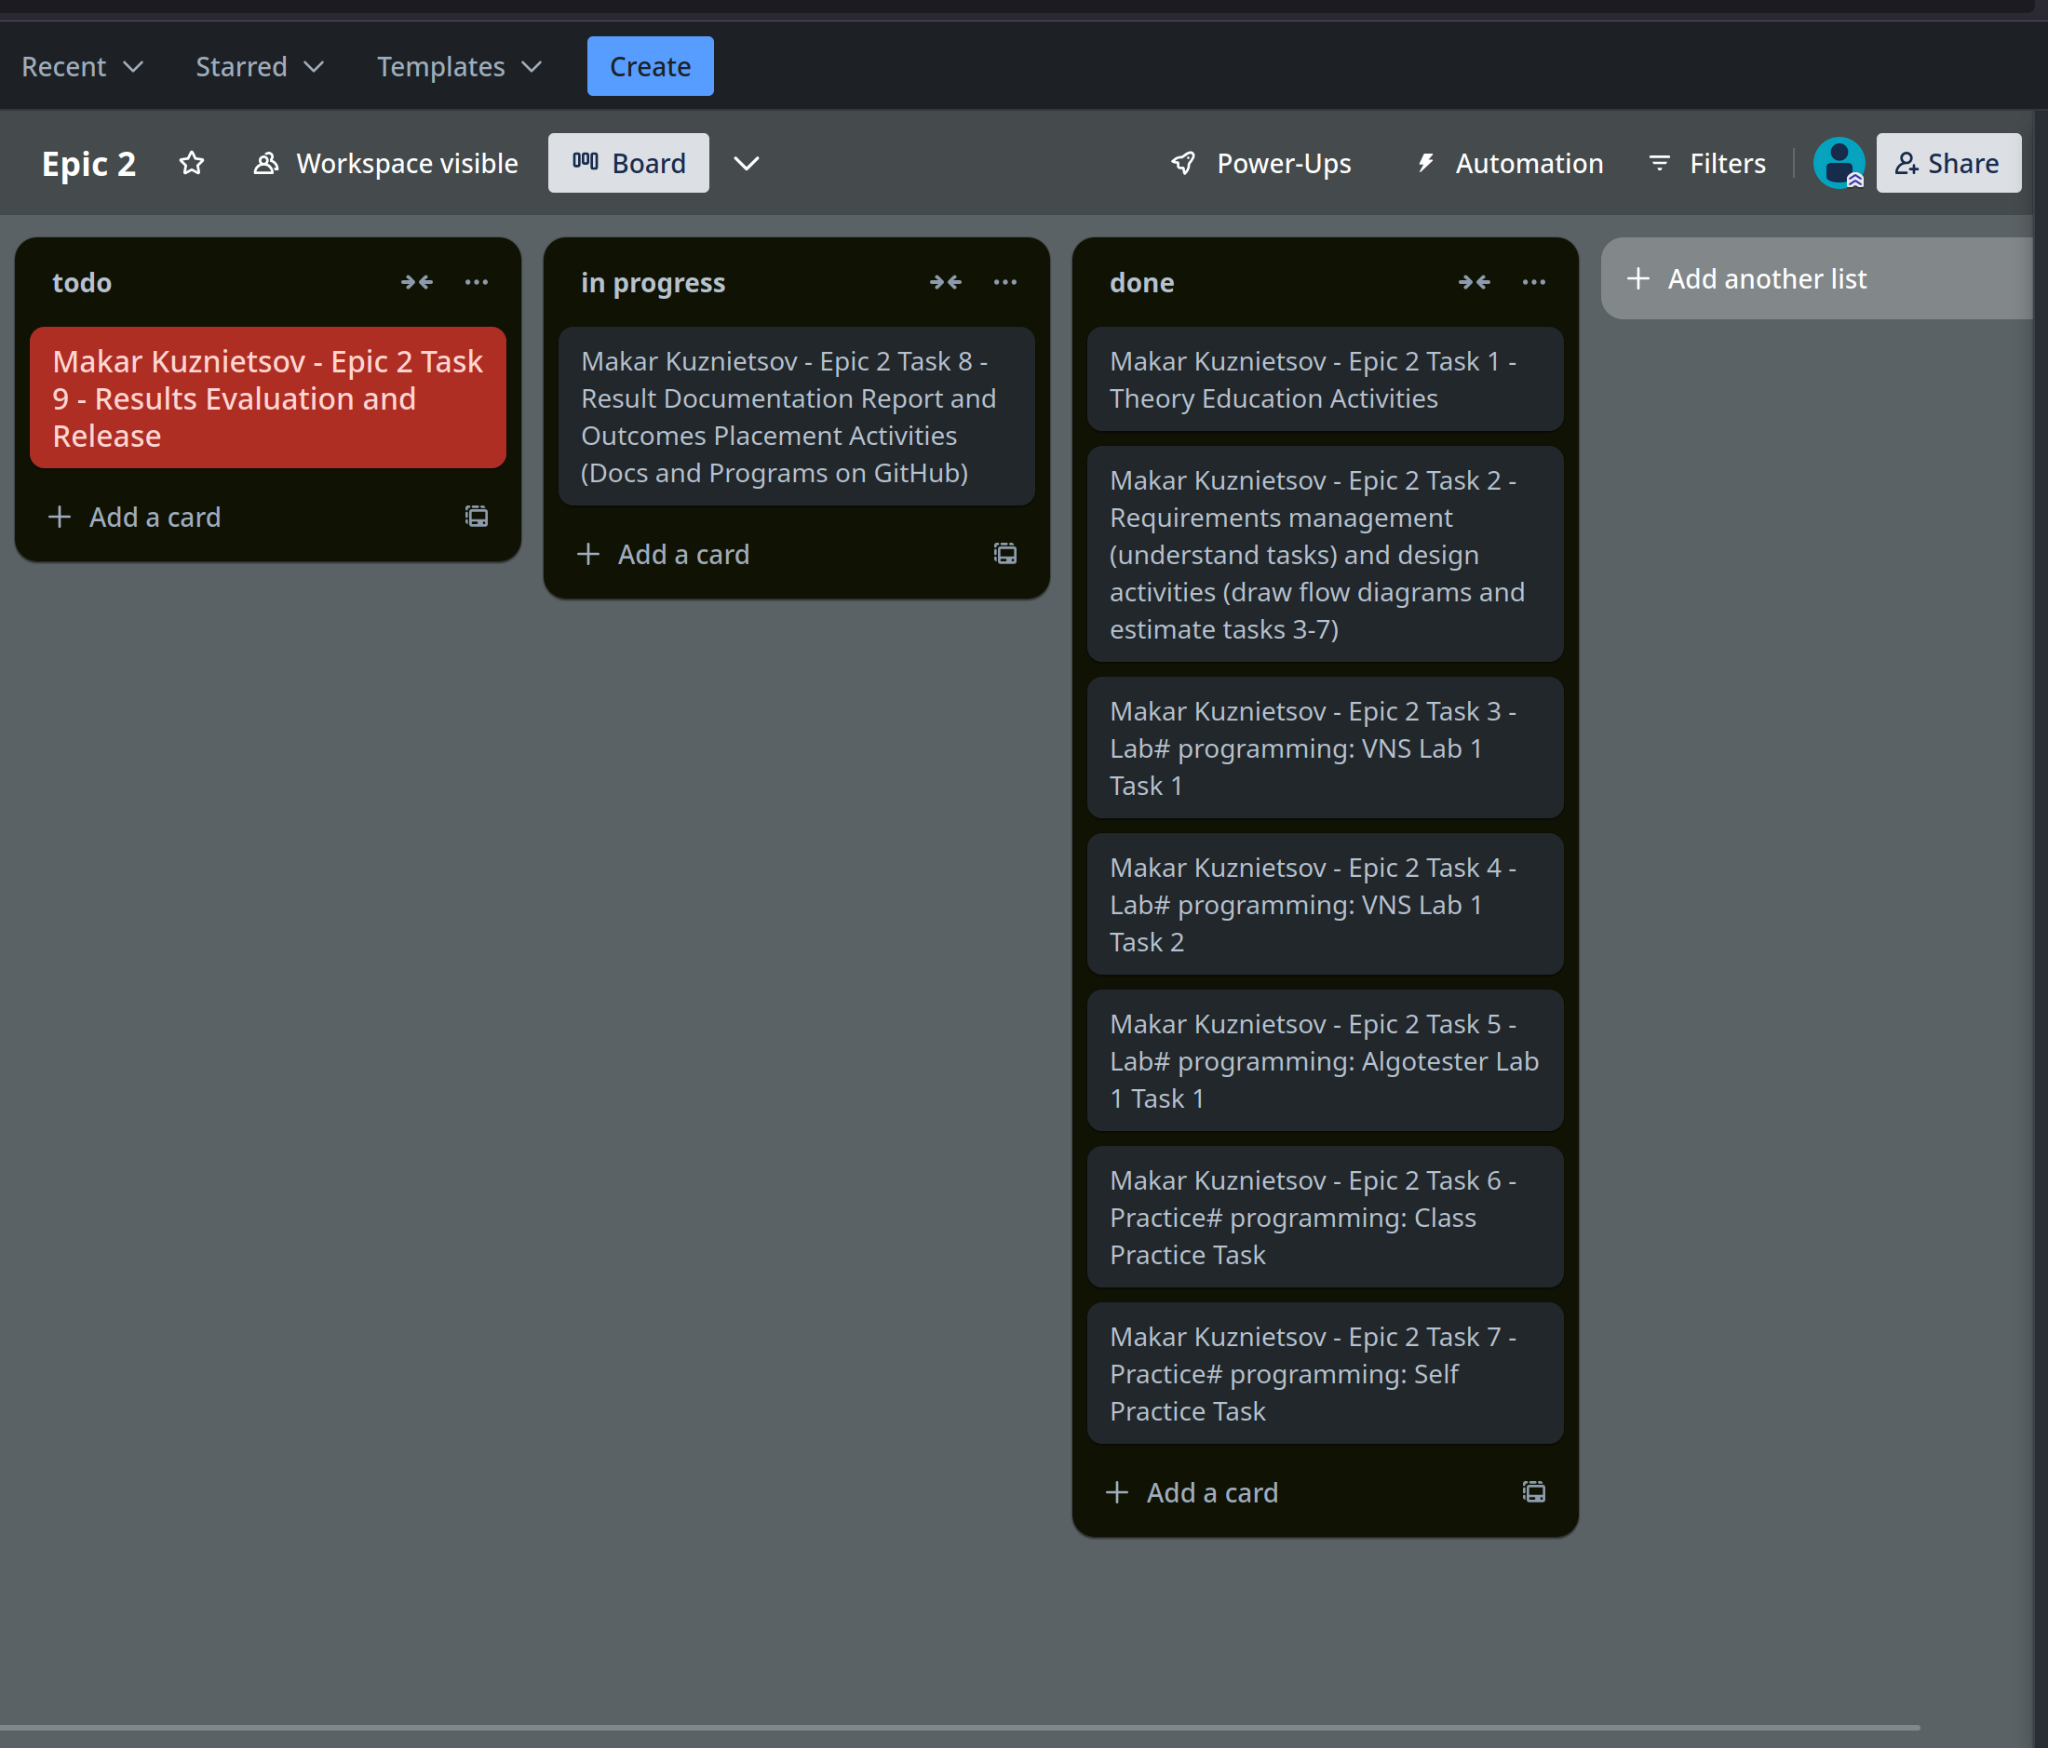 Recent Starred Templates Create
Epic 2 Workspace visible Board Power-Ups Automation Filters Share
todo
Makar Kuznietsov - Epic 2 Task
9 - Results Evaluation and
Release
Add a card
in progress
Makar Kuznietsov - Epic 2 Task 8 -
Result Documentation Report and
Outcomes Placement Activities
(Docs and Programs on GitHub)
Add a card
done
Makar Kuznietsov - Epic 2 Task 1 -
Theory Education Activities
Makar Kuznietsov - Epic 2 Task 2 -
Requirements management
(understand tasks) and design
activities (draw flow diagrams and
estimate tasks 3-7)
Makar Kuznietsov - Epic 2 Task 3 -
Lab# programming: VNS Lab 1
Task 1
Makar Kuznietsov - Epic 2 Task 4 -
Lab# programming: VNS Lab 1
Task 2
Makar Kuznietsov - Epic 2 Task 5 -
Lab# programming: Algotester Lab
1 Task 1
Makar Kuznietsov - Epic 2 Task 6 -
Practice# programming: Class
Practice Task
Makar Kuznietsov - Epic 2 Task 7 -
Practice# programming: Self
Practice Task
Add a card
Add another list